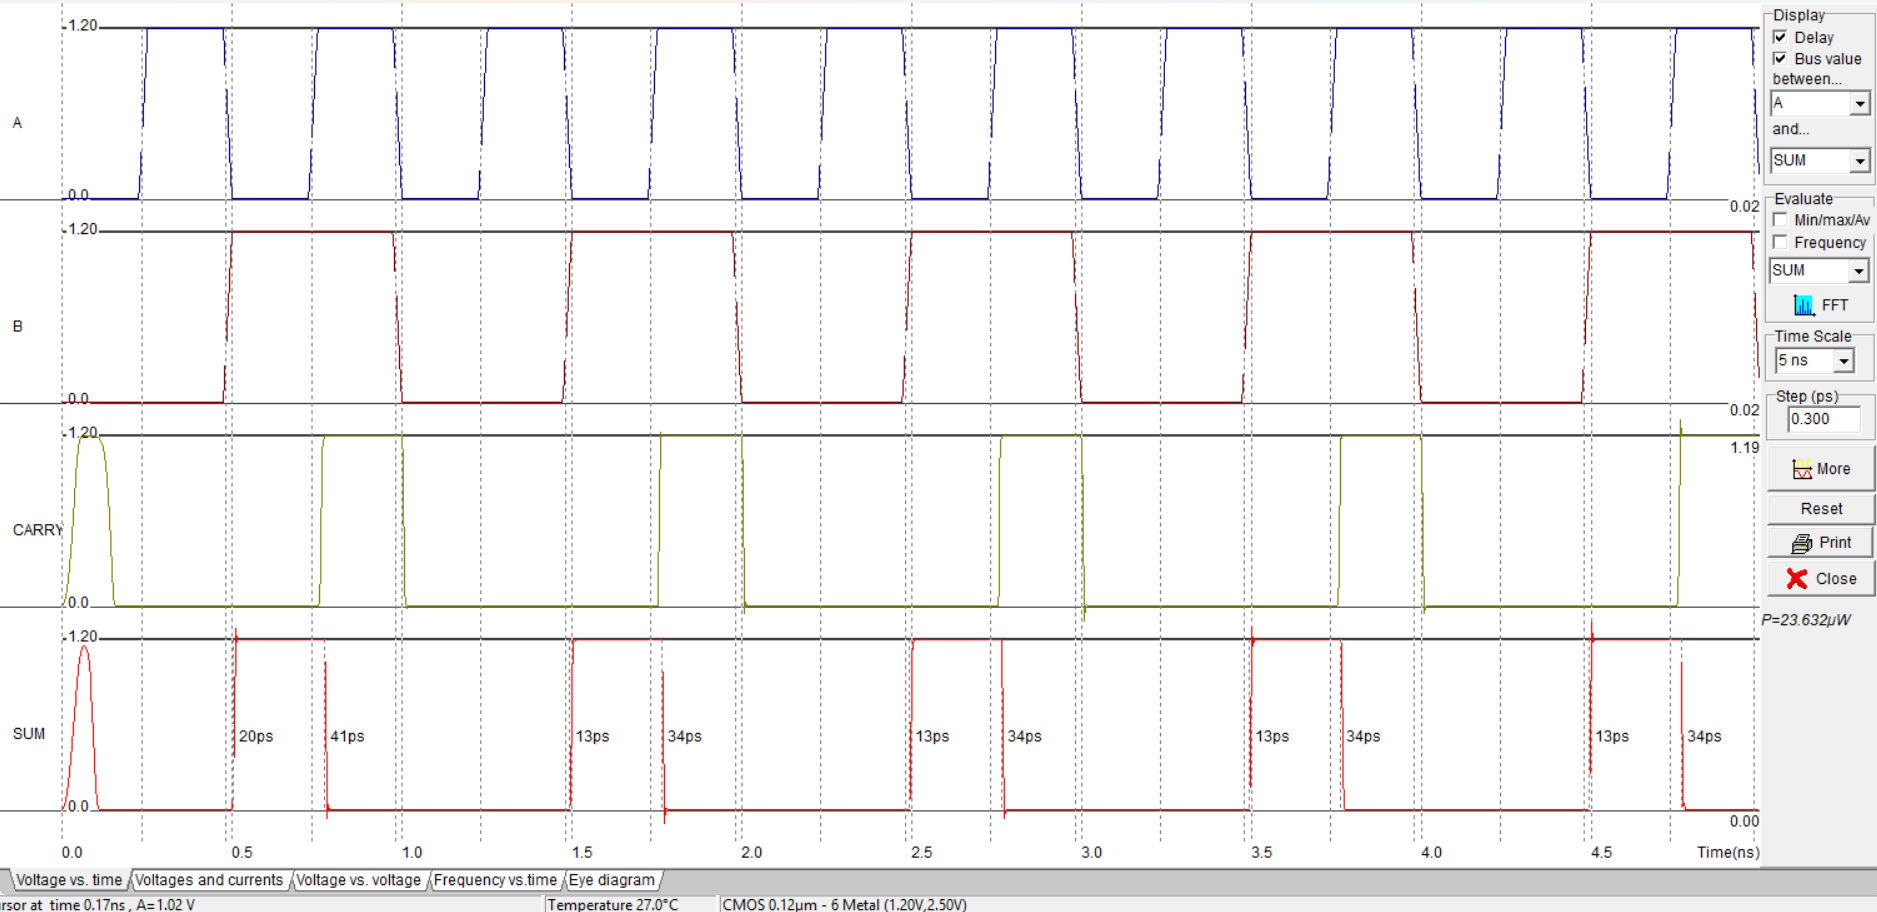 1.20
A
0.0
0.02
1.20
B
0.0
0.02
1.20
1.19
CARRY
0.0
1.20
SUM
20ps 41ps 13ps 34ps 13ps 34ps 13ps 34ps 13ps 34ps
0.0
0.00
0.0 0.5 1.0 1.5 2.0 2.5 3.0 3.5 4.0 4.5 Time(ns)
Display
Delay
Bus value
between...
A
and...
SUM
Evaluate
Min/max/Av
Frequency
SUM
FFT
Time Scale
5 ns
Step (ps)
0.300
More
Reset
Print
Close
P=23.632µW
Voltage vs. time Voltages and currents Voltage vs. voltage Frequency vs.time Eye diagram
rsor at time 0.17ns , A=1.02 V Temperature 27.0°C CMOS 0.12µm - 6 Metal (1.20V,2.50V)